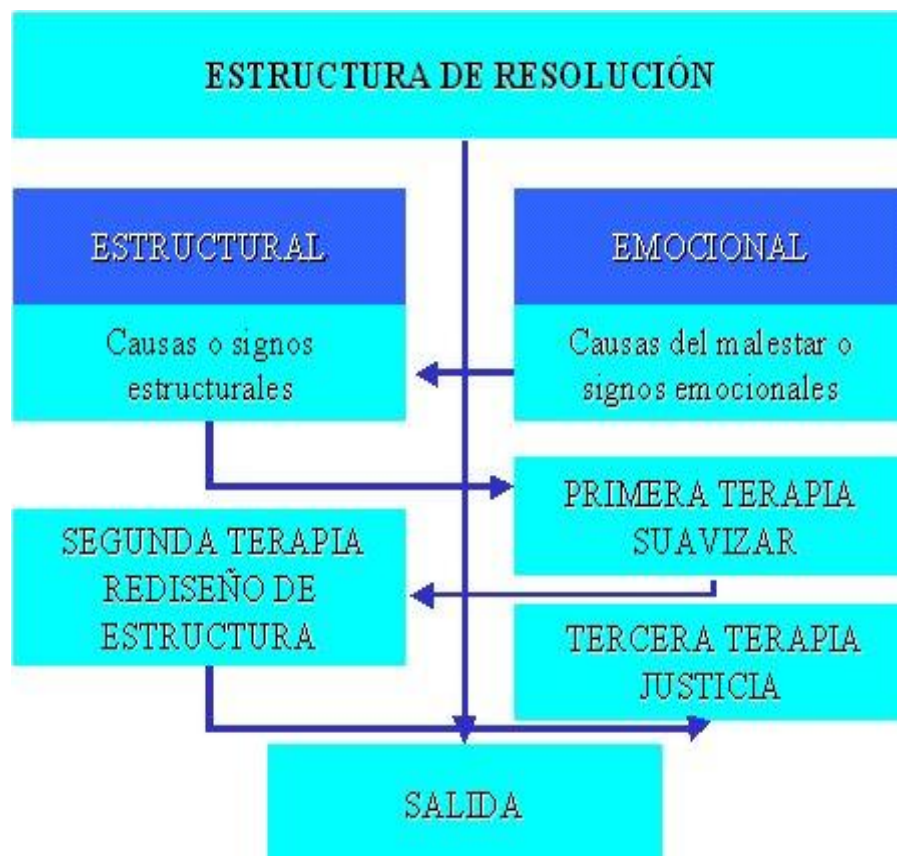 ESTRUCTURA DE RESOLUCIÓN
ESTRUCTURAL
Causas o signos
estructurales
EMOCIONAL
Causas del malestar o
signos emocionales
PRIMERA TERAPIA
SUAVIZAR
SEGUNDA TERAPIA
REDISEÑO DE
ESTRUCTURA
TERCERA TERAPIA
JUSTICIA
SALIDA